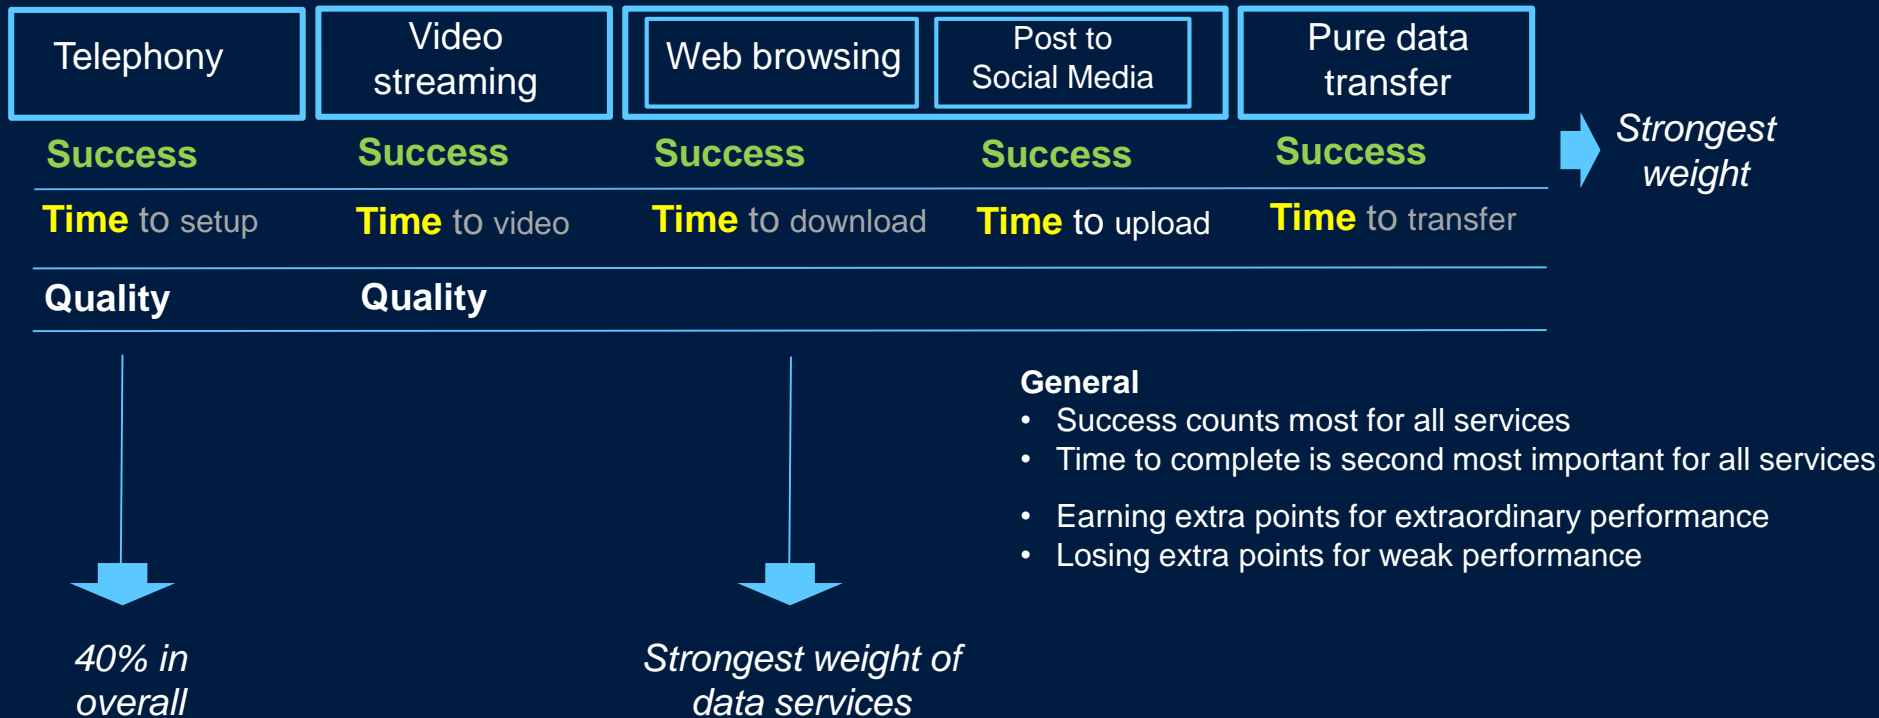 Telephony
Video
streaming
Web browsing
Post to
Social Media
Pure data
transfer
Success
Success
Success
Success
Success
Strongest
weight
Time to setup
Time to video
Time to download
Time to upload
Time to transfer
Quality
Quality
General
• Success counts most for all services
• Time to complete is second most important for all services
• Earning extra points for extraordinary performance
• Losing extra points for weak performance
40% in
overall
Strongest weight of
data services